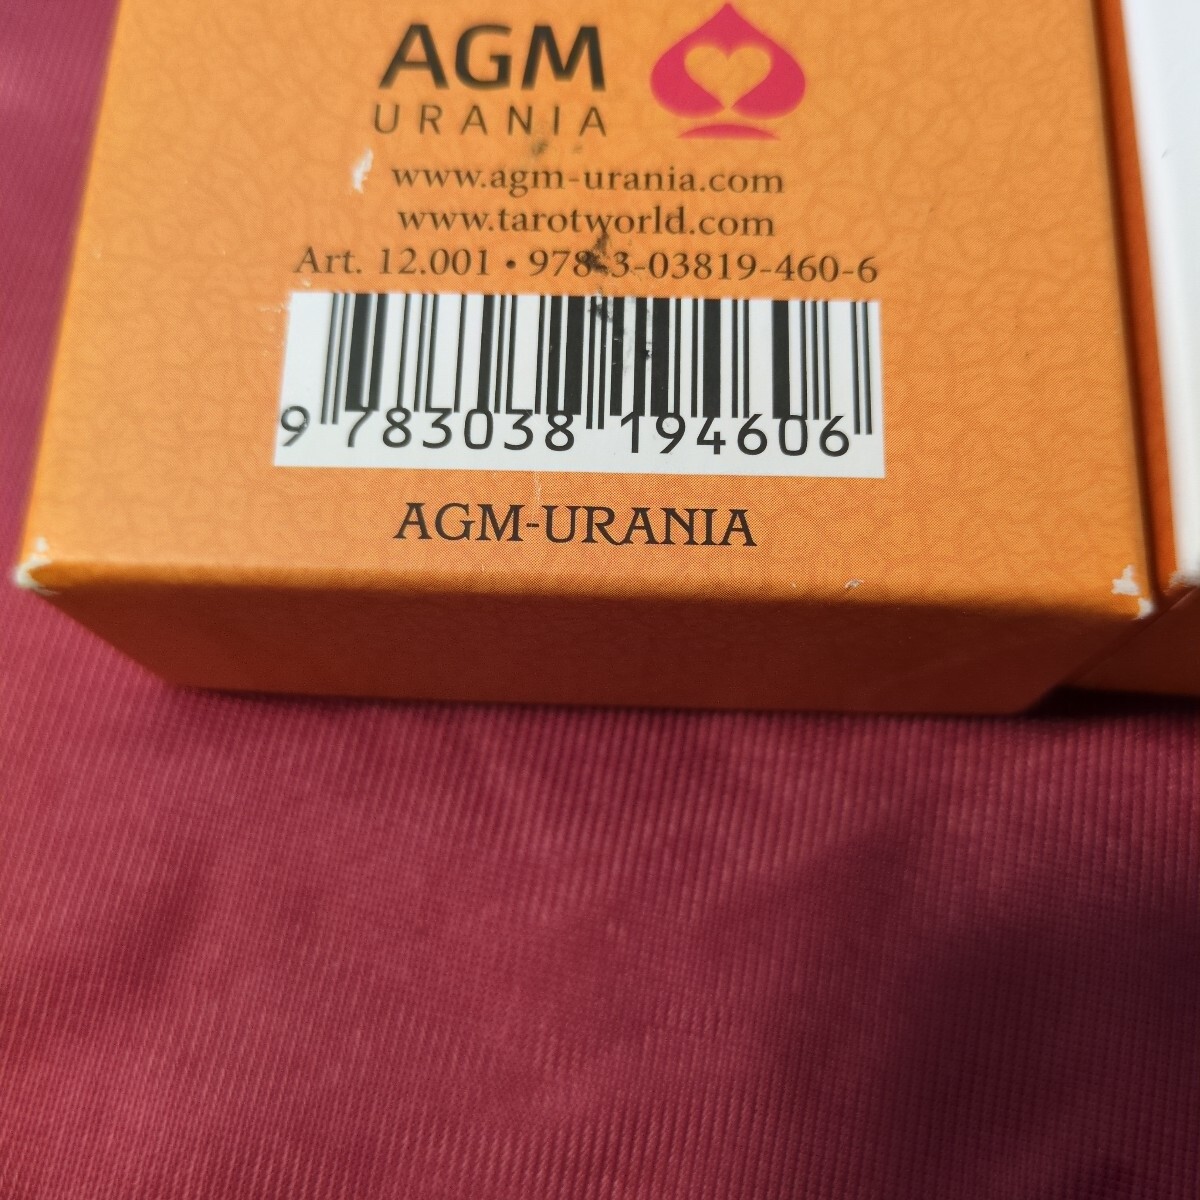 AGM
URANIA
www.agm-urania.com
www.tarotworld.com
Art. 12.001 • 978-3-03819-460-6
9 783038 194606
AGM-URANIA